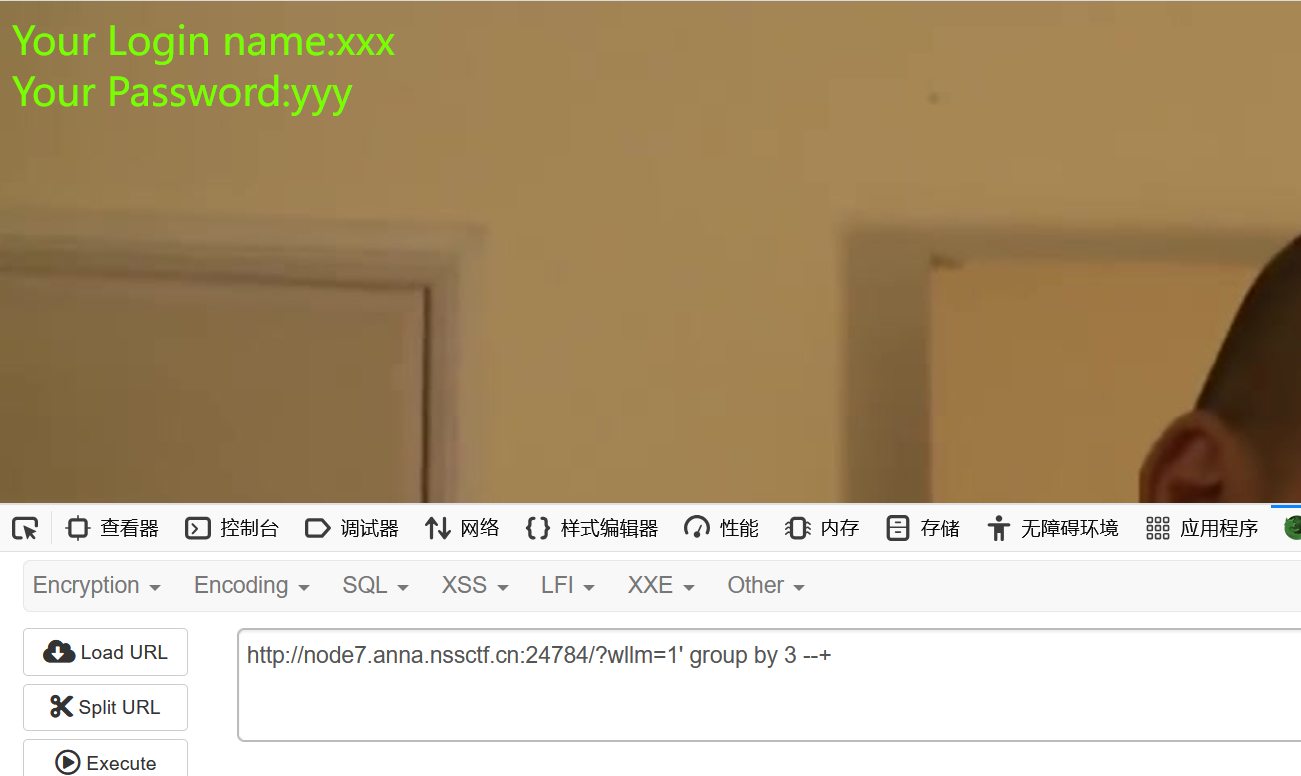 Your Login name:xxx
Your Password:yyy
查看器 控制台 调试器 网络 {} 样式编辑器 性能 内存 存储 无障碍环境 应用程序
Encryption Encoding SQL XSS LFI XXE Other
Load URL
http://node7.anna.nssctf.cn:24784/?wllm=1' group by 3 --+
Split URL
Execute